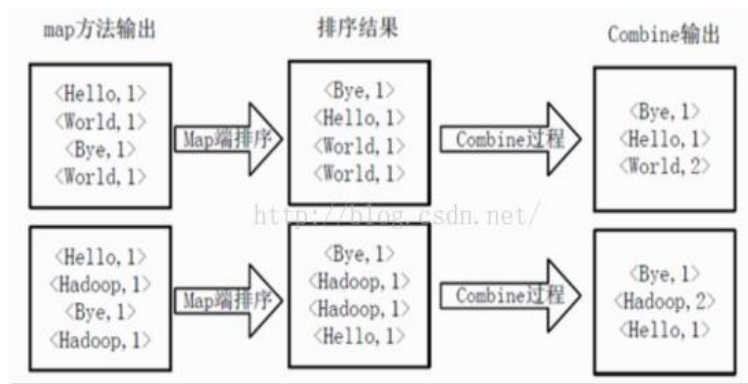 map方法输出
排序结果
Combine输出
<Hello,1>
<World,1>
<Bye,1>
<World,1>
Map端排序
<Bye,1>
<Hello,1>
<World,1>
<World,1>
Combine过程
<Bye,1>
<Hello,1>
<World,2>
http://blog.csdn.net/
<Hello,1>
<Hadoop,1>
<Bye,1>
<Hadoop,1>
Map端排序
<Bye,1>
<Hadoop,1>
<Hadoop,1>
<Hello,1>
Combine过程
<Bye,1>
<Hadoop,2>
<Hello,1>